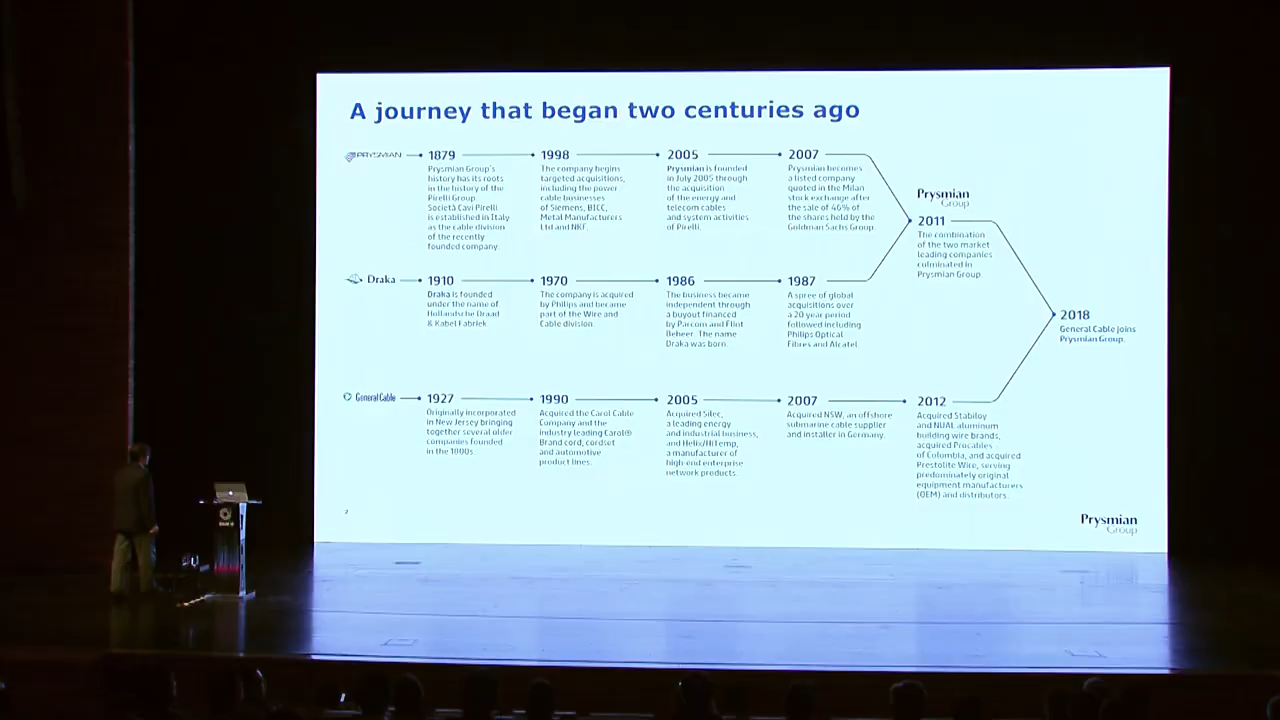 A journey that began two centuries ago
PRYSMIAN
1879
Prysmian Group's
history has its roots
in the history of the
Pirelli Group.
Società Cavi Pirelli
is established in Italy
as the cable division
of the recently
founded company.
1998
The company begins
targeted acquisitions,
including the power
cable businesses
of Siemens, BICC,
Metal Manufacturers
Ltd and NKF.
2005
Prysmian is founded
in July 2005 through
the acquisition
of the energy and
telecom cables
and system activities
of Pirelli.
2007
Prysmian becomes
a listed company
quoted in the Milan
stock exchange after
the sale of 46% of
the shares held by the
Goldman Sachs Group.
Prysmian
Group
2011
The combination
of the two market
leading companies
culminated in
Prysmian Group.
Draka
1910
Draka is founded
under the name of
Hollandsche Draad
& Kabel Fabriek
1970
The company is acquired
by Philips and became
part of the Wire and
Cable division.
1986
The business became
independent through
a buyout financed
by Parcom and Flint
Beheer. The name
Draka was born.
1987
A spree of global
acquisitions over
a 20 year period
followed including
Philips Optical
Fibres and Alcatel.
2018
General Cable joins
Prysmian Group.
General Cable
1927
Originally incorporated
in New Jersey bringing
together several older
companies founded
in the 1800s.
1990
Acquired the Carol Cable
Company and the
industry leading Carol®
Brand cord, cordset
and automotive
product lines.
2005
Acquired Silec,
a leading energy
and industrial business,
and Helix/HiTemp,
a manufacturer of
high-end enterprise
network products.
2007
Acquired NSW, an offshore
submarine cable supplier
and installer in Germany.
2012
Acquired Stabiloy
and NUAL aluminum
building wire brands,
acquired Procables
of Colombia, and acquired
Prestolite Wire, serving
predominately original
equipment manufacturers
(OEM) and distributors.
2
Prysmian
Group